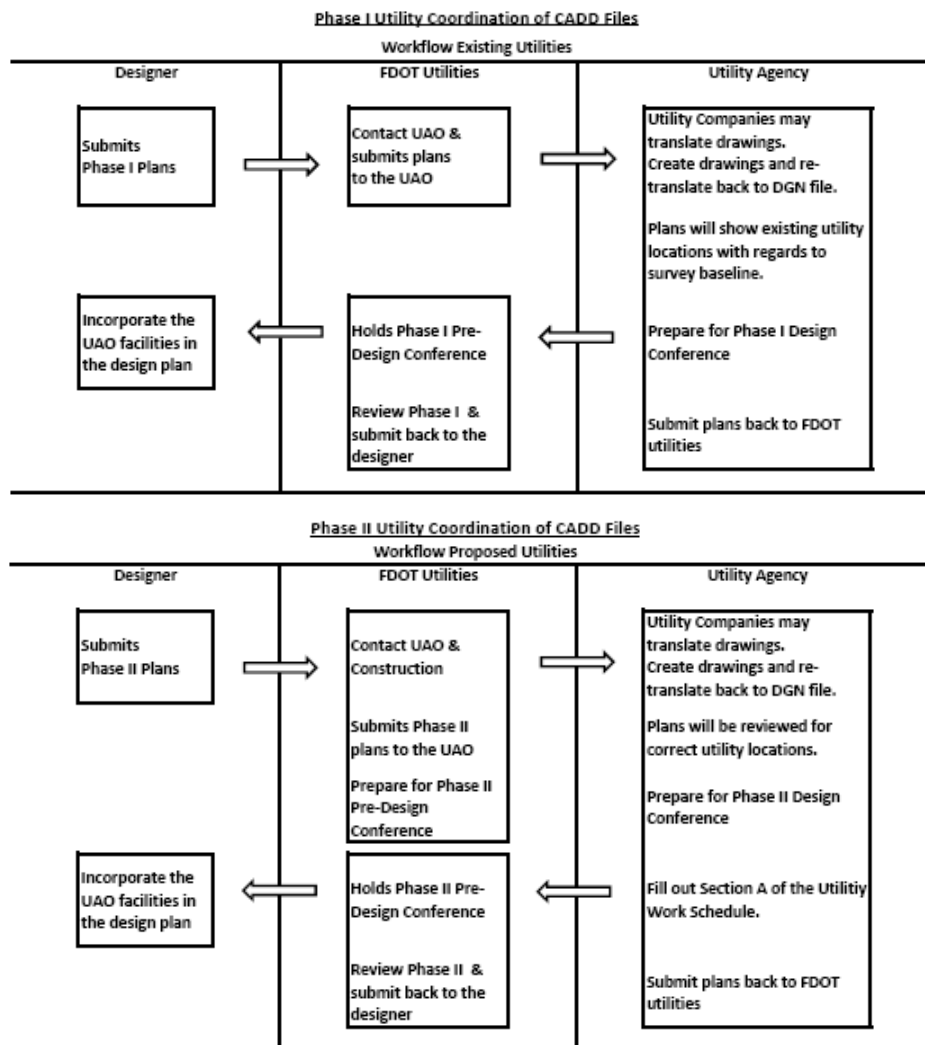 Phase I Utility Coordination of CADD Files
Workflow Existing Utilities
Designer
FDOT Utilities
Utility Agency
Submits
Phase I Plans
Contact UAO &
submits plans
to the UAO
Utility Companies may
translate drawings.
Create drawings and re-
translate back to DGN file.
Plans will show existing utility
locations with regards to
survey baseline.
Incorporate the
UAO facilities in
the design plan
Holds Phase I Pre-
Design Conference
Review Phase I &
submit back to the
designer
Prepare for Phase I Design
Conference
Submit plans back to FDOT
utilities
Phase II Utility Coordination of CADD Files
Workflow Proposed Utilities
Designer
FDOT Utilities
Utility Agency
Submits
Phase II Plans
Contact UAO &
Construction
Submits Phase II
plans to the UAO
Prepare for Phase II
Pre-Design
Conference
Utility Companies may
translate drawings.
Create drawings and re-
translate back to DGN file.
Plans will be reviewed for
correct utility locations.
Prepare for Phase II Design
Conference
Incorporate the
UAO facilities in
the design plan
Holds Phase II Pre-
Design Conference
Review Phase II &
submit back to the
designer
Fill out Section A of the Utilitiy
Work Schedule.
Submit plans back to FDOT
utilities